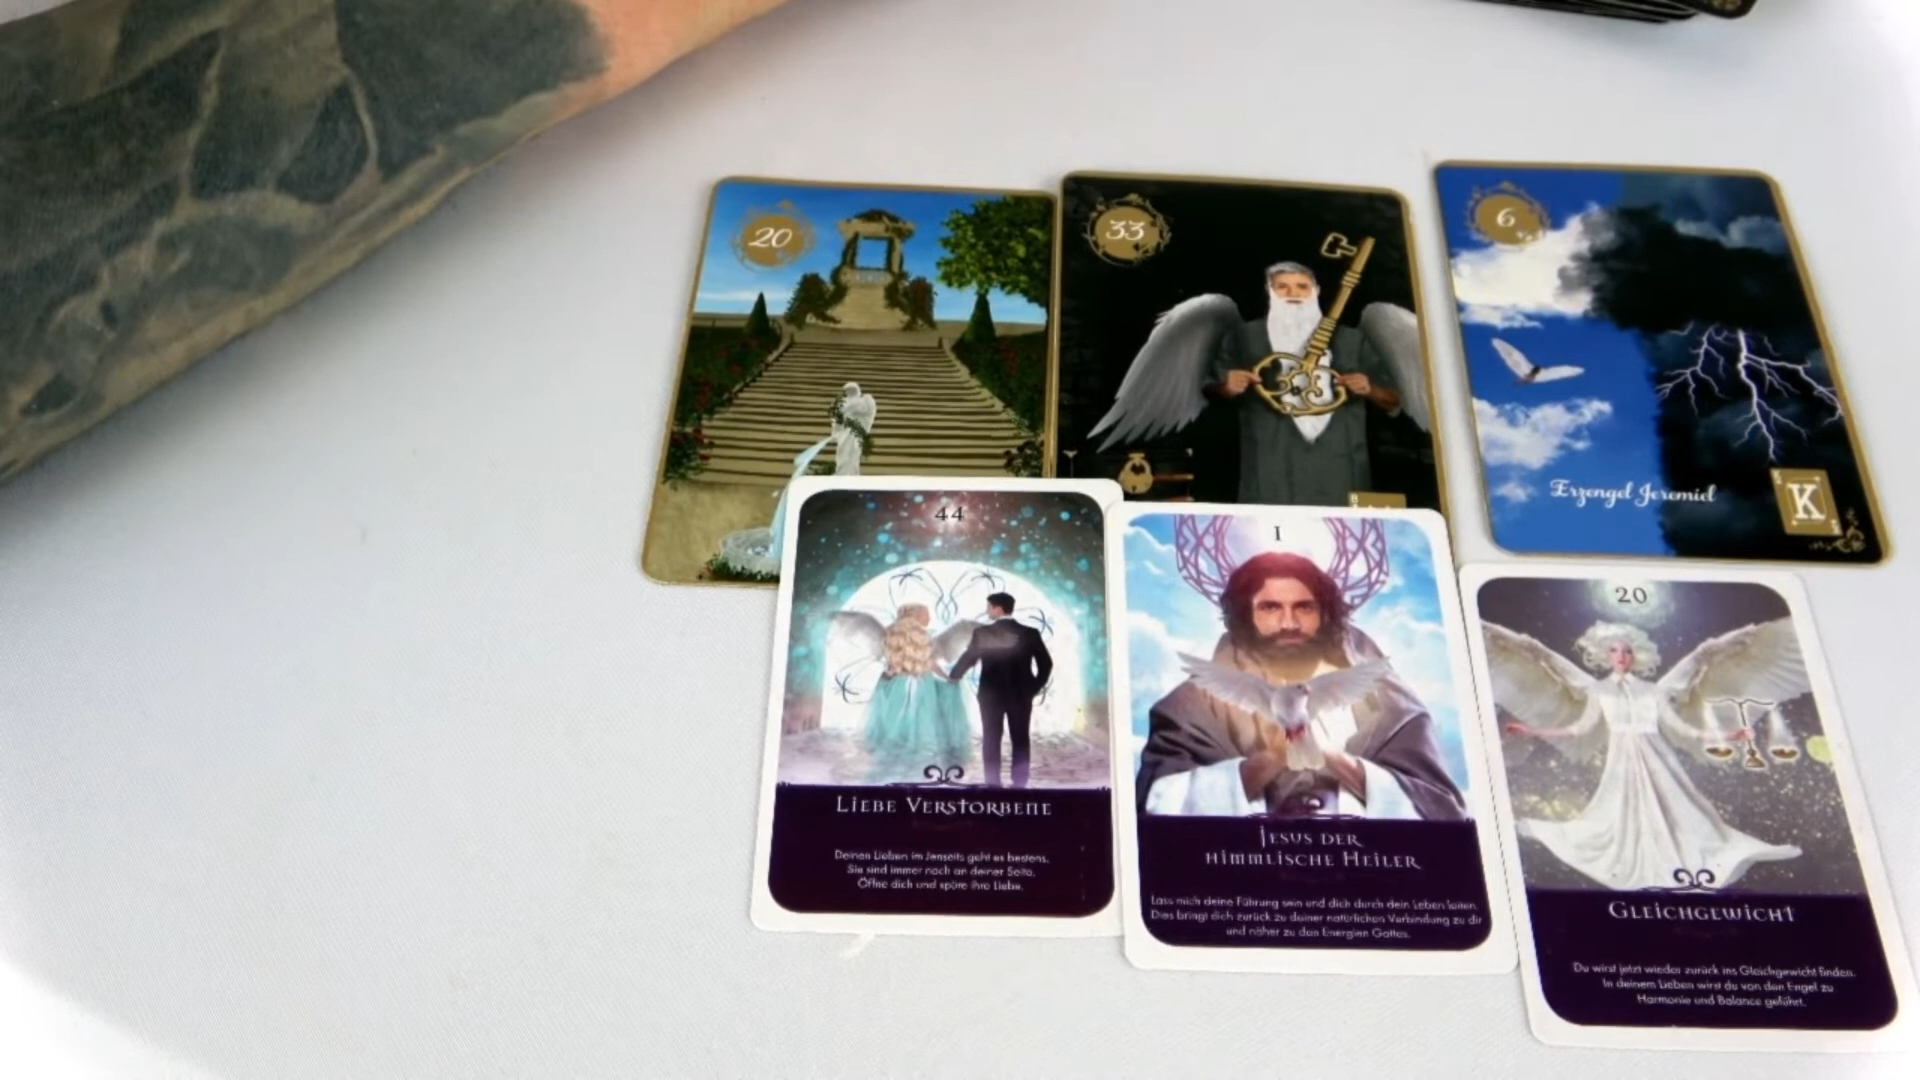 20
33
6
Erzengel Jeremiel
K
44
Liebe Verstorbene
Deinen Lieben im Jenseits geht es bestens.
Sie sind immer noch an deiner Seite.
Öffne dich und spüre ihre Liebe.
I
Jesus der
himmlische Heiler
Lass mich deine Führung sein und dich durch dein Leben leiten.
Dies bringt dich zurück zu deiner natürlichen Verbindung zu dir
und näher zu den Energien Gottes.
20
Gleichgewicht
Du wirst jetzt wieder zurück ins Gleichgewicht finden.
In deinem Lieben wirst du von den Engel zu
Harmonie und Balance geführt.